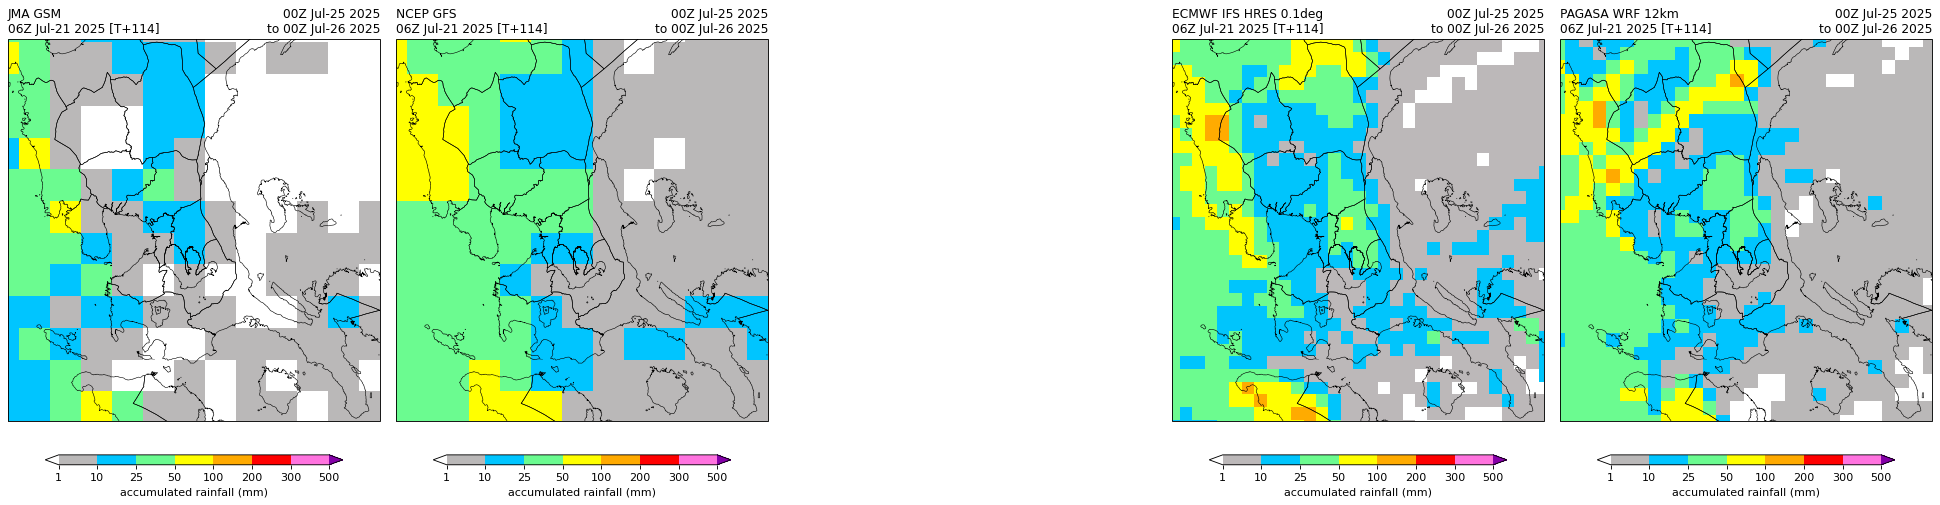 JMA GSM 00Z Jul-25 2025
06Z Jul-21 2025 [T+114] to 00Z Jul-26 2025
1 10 25 50 100 200 300 500
accumulated rainfall (mm)
NCEP GFS 00Z Jul-25 2025
06Z Jul-21 2025 [T+114] to 00Z Jul-26 2025
1 10 25 50 100 200 300 500
accumulated rainfall (mm)
ECMWF IFS HRES 0.1deg 00Z Jul-25 2025
06Z Jul-21 2025 [T+114] to 00Z Jul-26 2025
1 10 25 50 100 200 300 500
accumulated rainfall (mm)
PAGASA WRF 12km 00Z Jul-25 2025
06Z Jul-21 2025 [T+114] to 00Z Jul-26 2025
1 10 25 50 100 200 300 500
accumulated rainfall (mm)